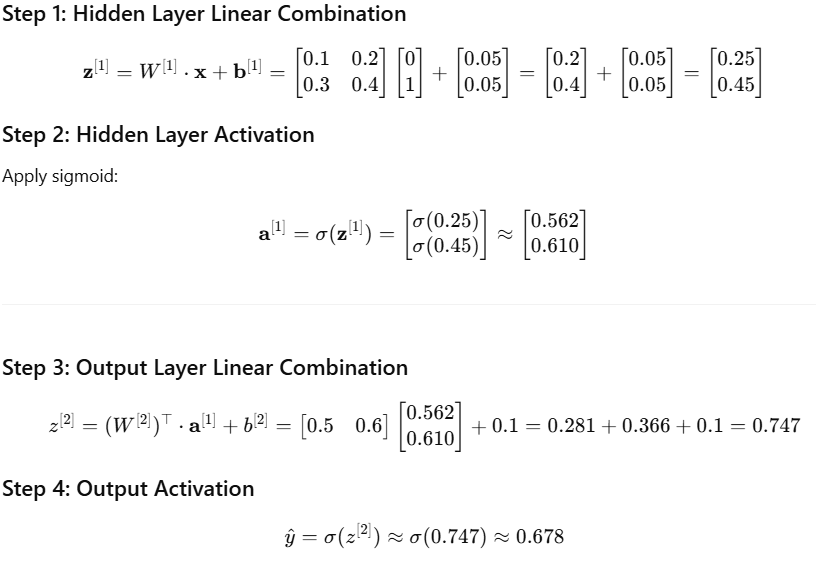 Step 1: Hidden Layer Linear Combination
$$\mathbf{z}^{[1]} = W^{[1]} \cdot \mathbf{x} + \mathbf{b}^{[1]} = \begin{bmatrix} 0.1 & 0.2 \\ 0.3 & 0.4 \end{bmatrix} \begin{bmatrix} 0 \\ 1 \end{bmatrix} + \begin{bmatrix} 0.05 \\ 0.05 \end{bmatrix} = \begin{bmatrix} 0.2 \\ 0.4 \end{bmatrix} + \begin{bmatrix} 0.05 \\ 0.05 \end{bmatrix} = \begin{bmatrix} 0.25 \\ 0.45 \end{bmatrix}$$
Step 2: Hidden Layer Activation
Apply sigmoid:
$$\mathbf{a}^{[1]} = \sigma(\mathbf{z}^{[1]}) = \begin{bmatrix} \sigma(0.25) \\ \sigma(0.45) \end{bmatrix} \approx \begin{bmatrix} 0.562 \\ 0.610 \end{bmatrix}$$
Step 3: Output Layer Linear Combination
$$z^{[2]} = (W^{[2]})^\top \cdot \mathbf{a}^{[1]} + b^{[2]} = \begin{bmatrix} 0.5 & 0.6 \end{bmatrix} \begin{bmatrix} 0.562 \\ 0.610 \end{bmatrix} + 0.1 = 0.281 + 0.366 + 0.1 = 0.747$$
Step 4: Output Activation
$$\hat{y} = \sigma(z^{[2]}) \approx \sigma(0.747) \approx 0.678$$